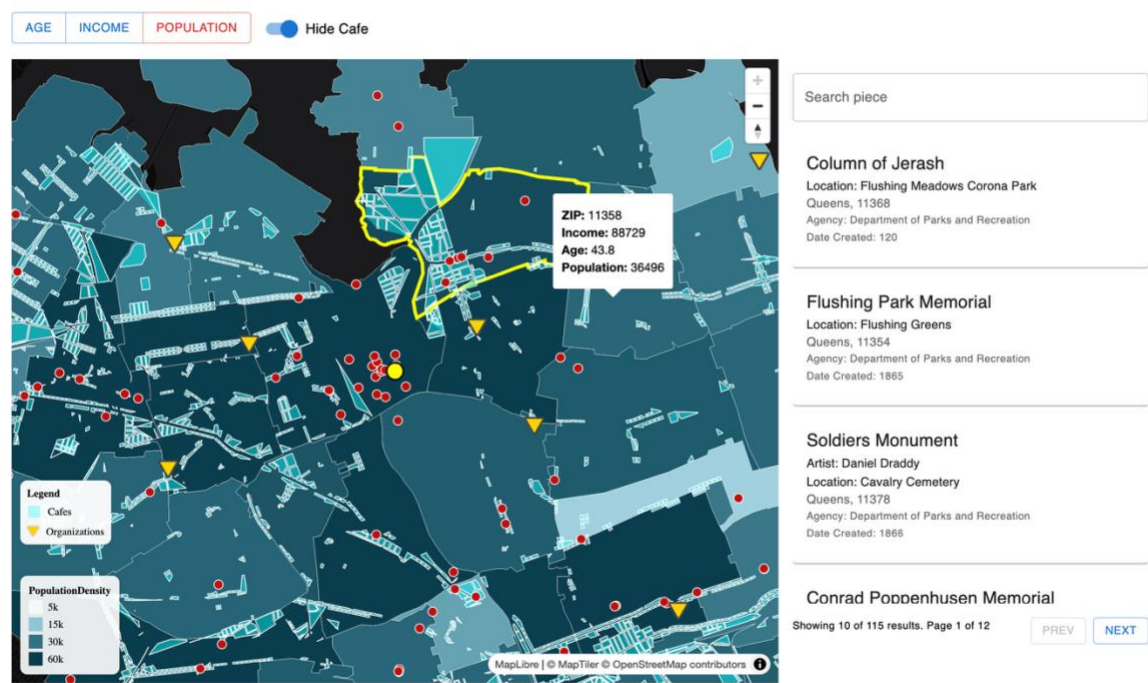 AGE
INCOME
POPULATION
Hide Cafe
ZIP: 11358
Income: 88729
Age: 43.8
Population: 36496
Legend
Cafes
Organizations
PopulationDensity
5k
15k
30k
60k
MapLibre | © MapTiler © OpenStreetMap contributors
Search piece
Column of Jerash
Location: Flushing Meadows Corona Park
Queens, 11368
Agency: Department of Parks and Recreation
Date Created: 120
Flushing Park Memorial
Location: Flushing Greens
Queens, 11354
Agency: Department of Parks and Recreation
Date Created: 1865
Soldiers Monument
Artist: Daniel Draddy
Location: Cavalry Cemetery
Queens, 11378
Agency: Department of Parks and Recreation
Date Created: 1866
Conrad Poppenhusen Memorial
Showing 10 of 115 results. Page 1 of 12
PREV
NEXT